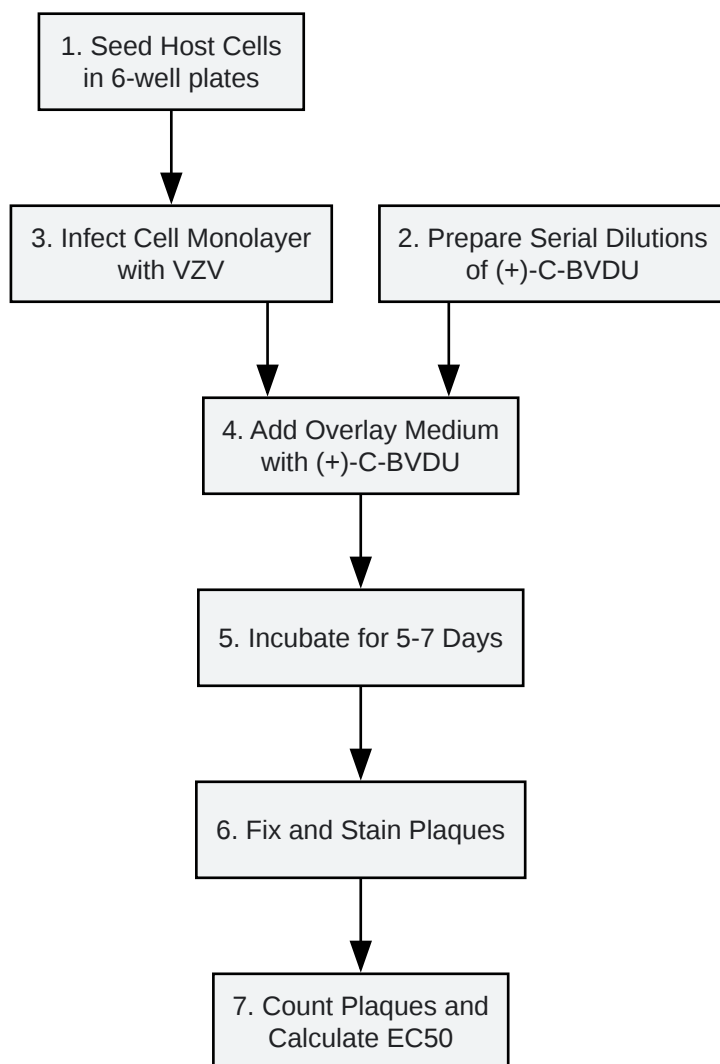 1. Seed Host Cells
in 6-well plates
3. Infect Cell Monolayer
with VZV
2. Prepare Serial Dilutions
of (+)-C-BVDU
4. Add Overlay Medium
with (+)-C-BVDU
5. Incubate for 5-7 Days
6. Fix and Stain Plaques
7. Count Plaques and
Calculate EC50